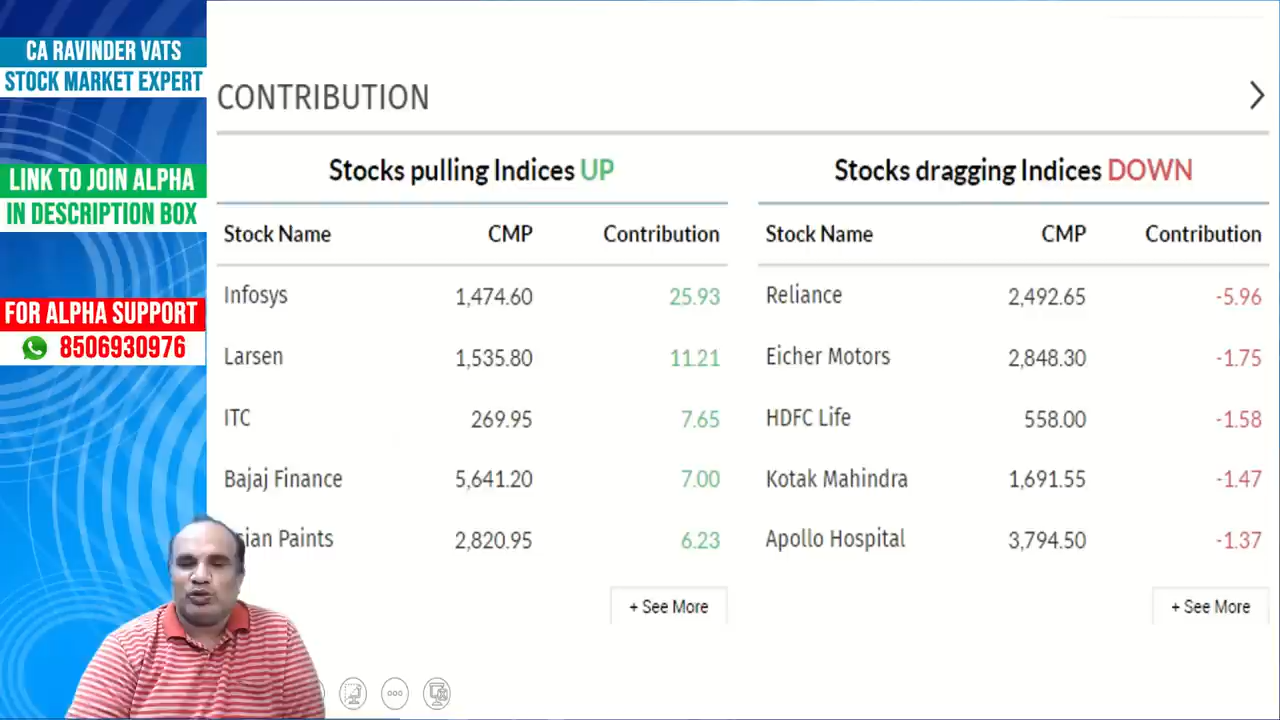 CA RAVINDER VATS
STOCK MARKET EXPERT
LINK TO JOIN ALPHA
IN DESCRIPTION BOX
FOR ALPHA SUPPORT
8506930976
CONTRIBUTION
Stocks pulling Indices UP
Stock Name CMP Contribution
Infosys 1,474.60 25.93
Larsen 1,535.80 11.21
ITC 269.95 7.65
Bajaj Finance 5,641.20 7.00
Paints 2,820.95 6.23
+ See More
Stocks dragging Indices DOWN
Stock Name CMP Contribution
Reliance 2,492.65 -5.96
Eicher Motors 2,848.30 -1.75
HDFC Life 558.00 -1.58
Kotak Mahindra 1,691.55 -1.47
Apollo Hospital 3,794.50 -1.37
+ See More